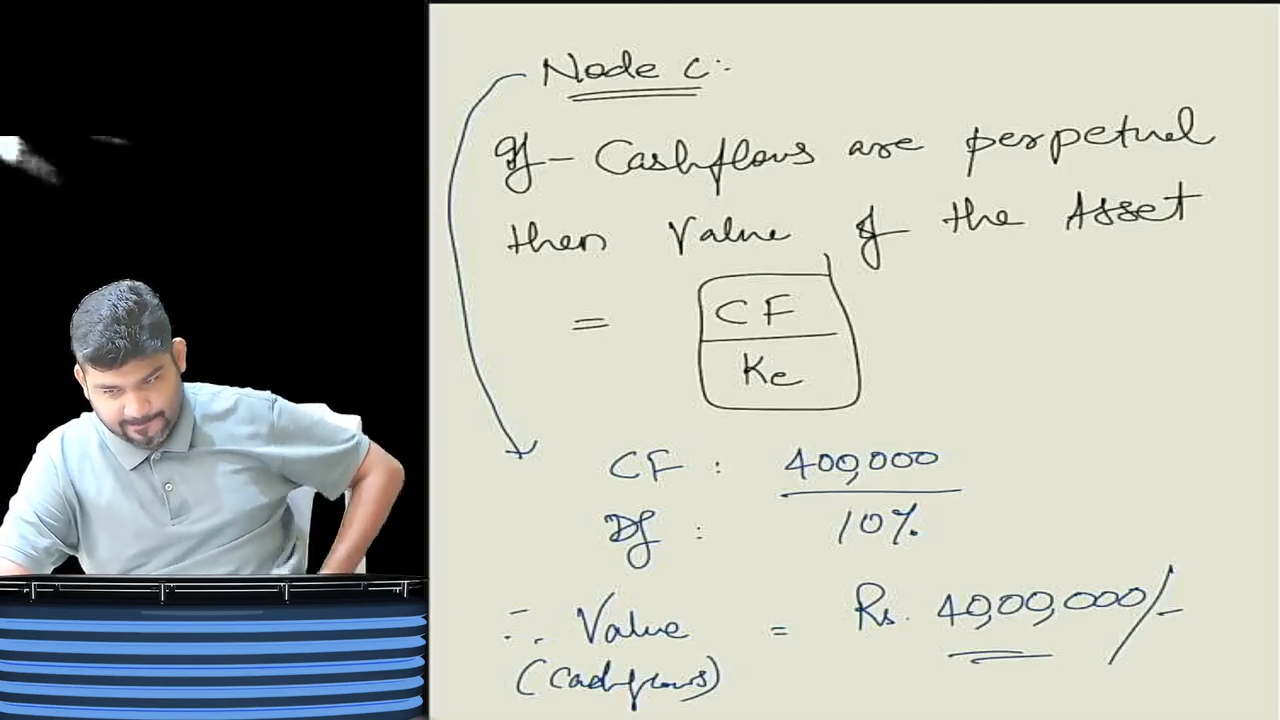 Node C:-
If - Cashflows are perpetual
then Value of the Asset
= CF
Ke
CF : 400,000
Df : 10%
∴ Value = Rs. 40,00,000/-
(Cashflows)